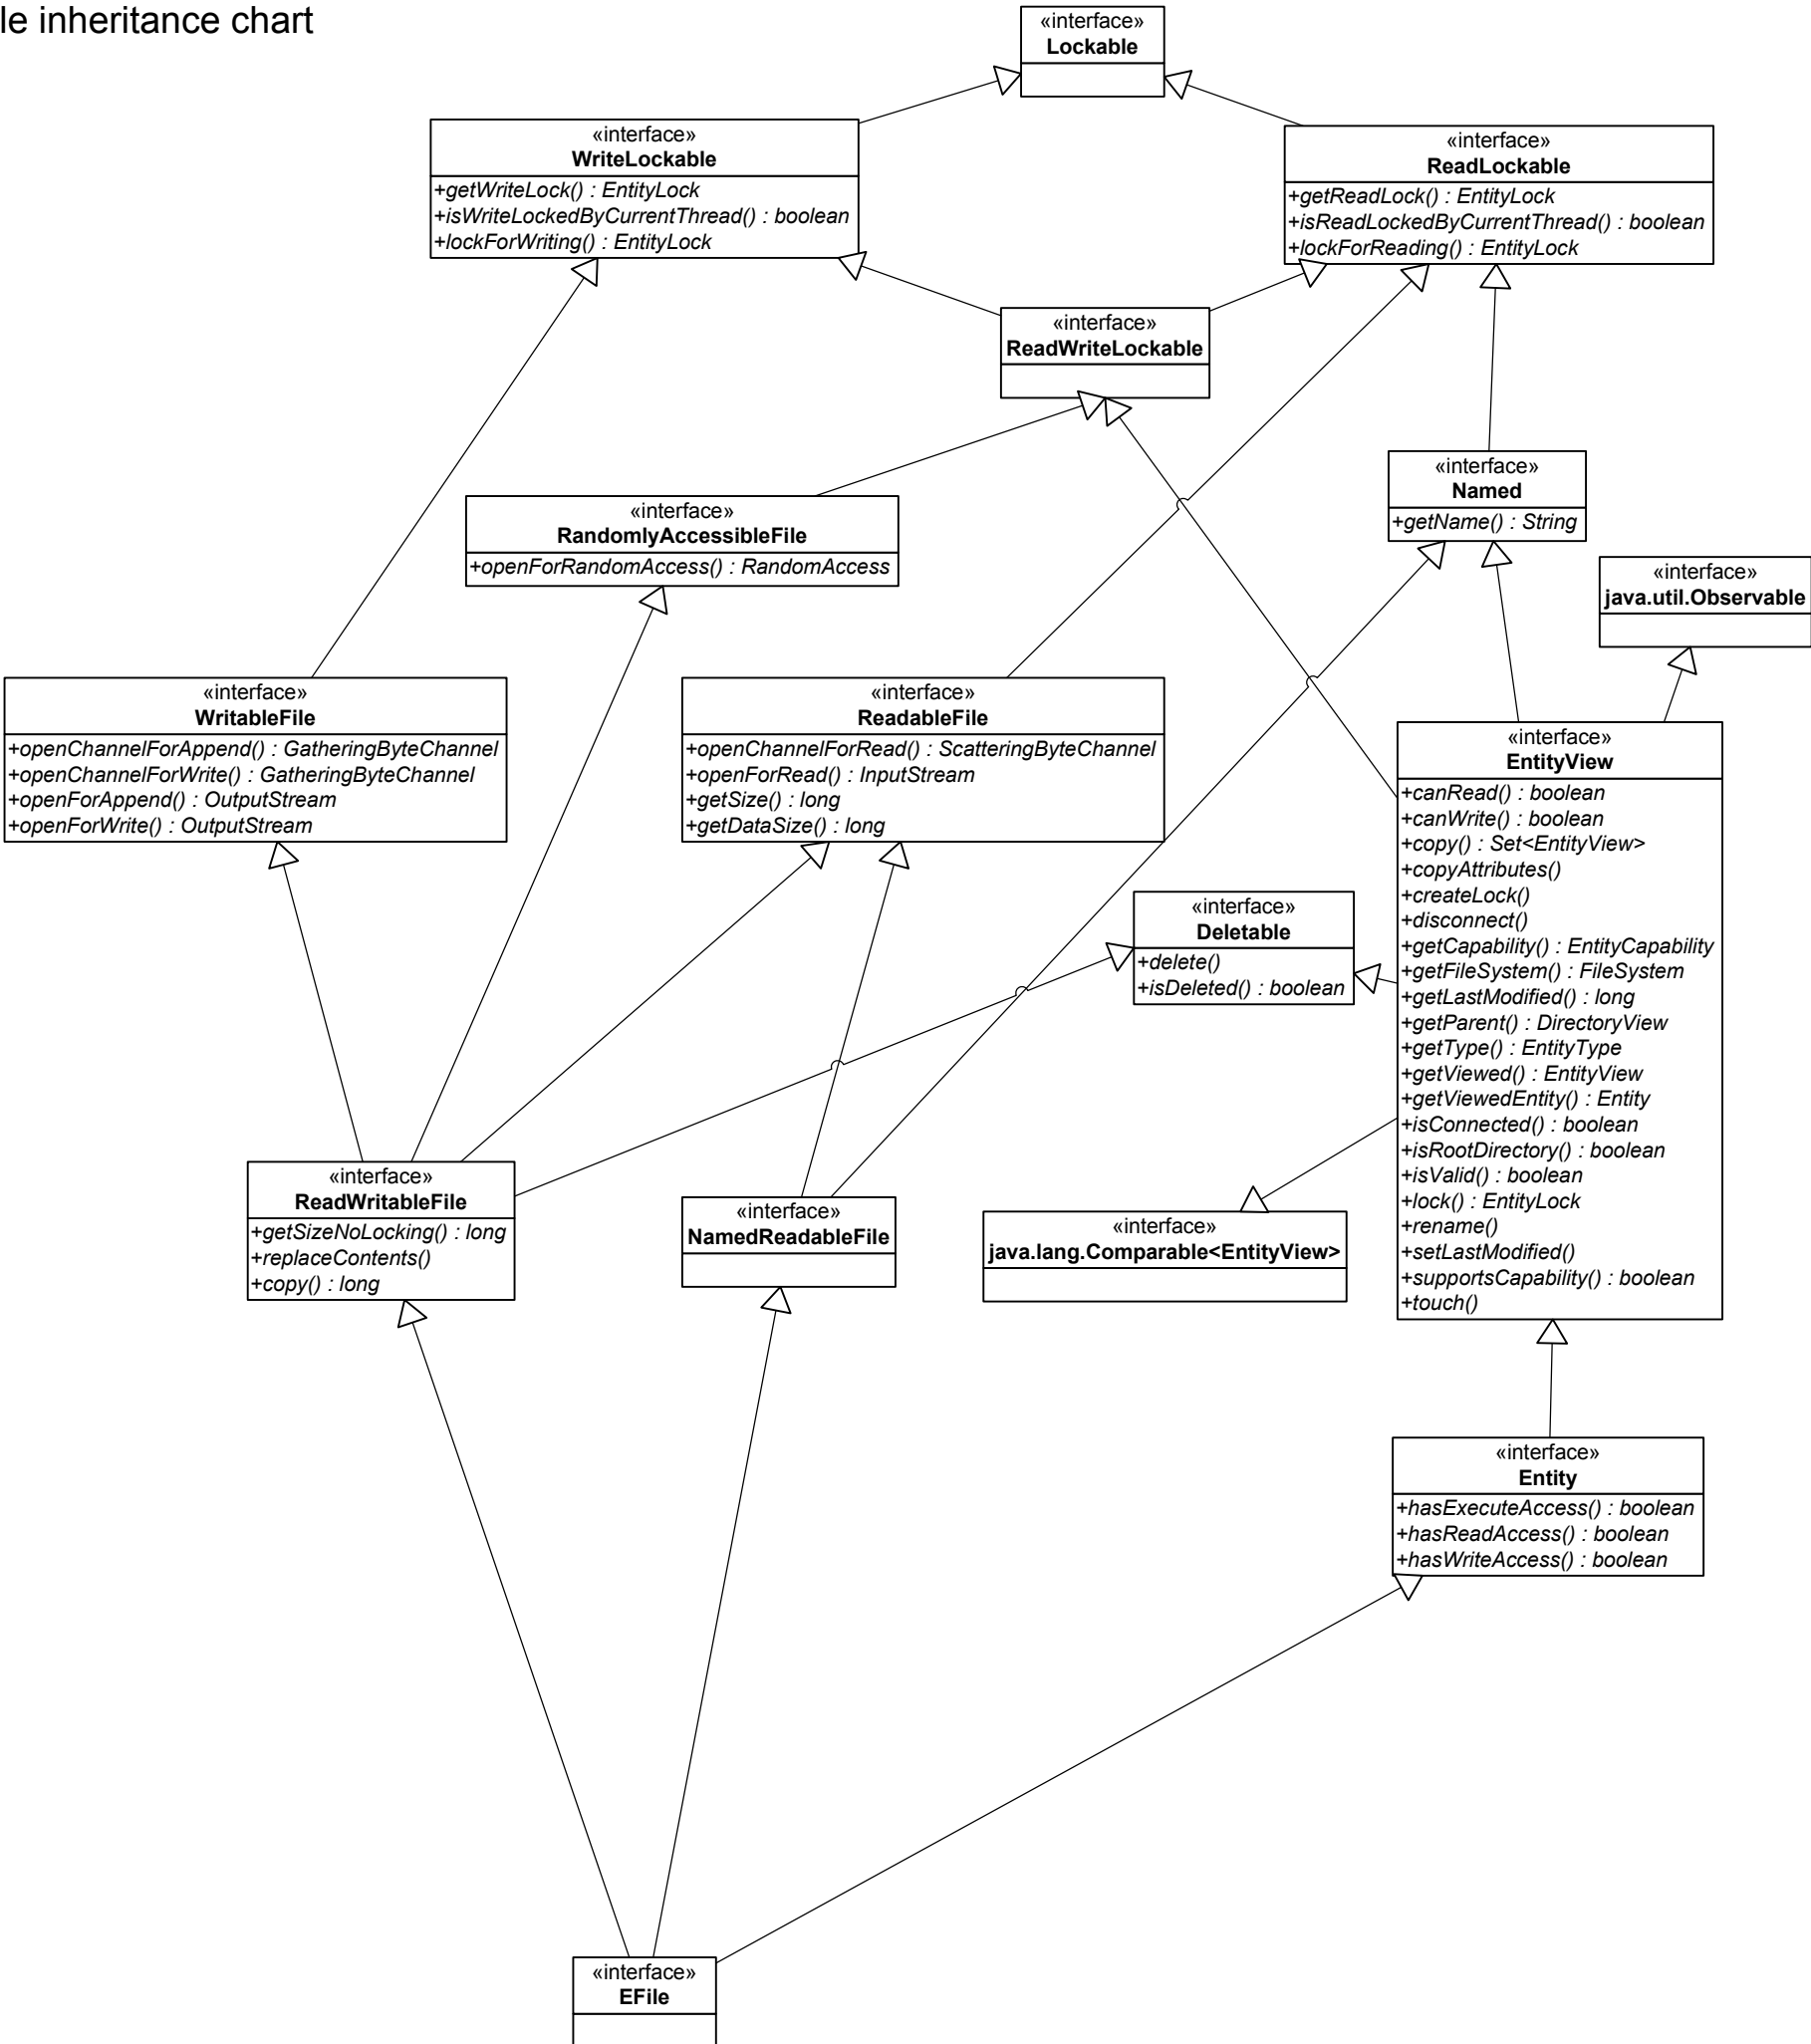 le inheritance chart
«interface»
Lockable
«interface»
WriteLockable
+getWriteLock() : EntityLock
+isWriteLockedByCurrentThread() : boolean
+lockForWriting() : EntityLock
«interface»
ReadLockable
+getReadLock() : EntityLock
+isReadLockedByCurrentThread() : boolean
+lockForReading() : EntityLock
«interface»
ReadWriteLockable
«interface»
Named
+getName() : String
«interface»
RandomlyAccessibleFile
+openForRandomAccess() : RandomAccess
«interface»
java.util.Observable
«interface»
WritableFile
+openChannelForAppend() : GatheringByteChannel
+openChannelForWrite() : GatheringByteChannel
+openForAppend() : OutputStream
+openForWrite() : OutputStream
«interface»
ReadableFile
+openChannelForRead() : ScatteringByteChannel
+openForRead() : InputStream
+getSize() : long
+getDataSize() : long
«interface»
EntityView
+canRead() : boolean
+canWrite() : boolean
+copy() : Set<EntityView>
+copyAttributes()
+createLock()
+disconnect()
+getCapability() : EntityCapability
+getFileSystem() : FileSystem
+getLastModified() : long
+getParent() : DirectoryView
+getType() : EntityType
+getViewed() : EntityView
+getViewedEntity() : Entity
+isConnected() : boolean
+isRootDirectory() : boolean
+isValid() : boolean
+lock() : EntityLock
+rename()
+setLastModified()
+supportsCapability() : boolean
+touch()
«interface»
Deletable
+delete()
+isDeleted() : boolean
«interface»
ReadWritableFile
+getSizeNoLocking() : long
+replaceContents()
+copy() : long
«interface»
NamedReadableFile
«interface»
java.lang.Comparable<EntityView>
«interface»
Entity
+hasExecuteAccess() : boolean
+hasReadAccess() : boolean
+hasWriteAccess() : boolean
«interface»
EFile